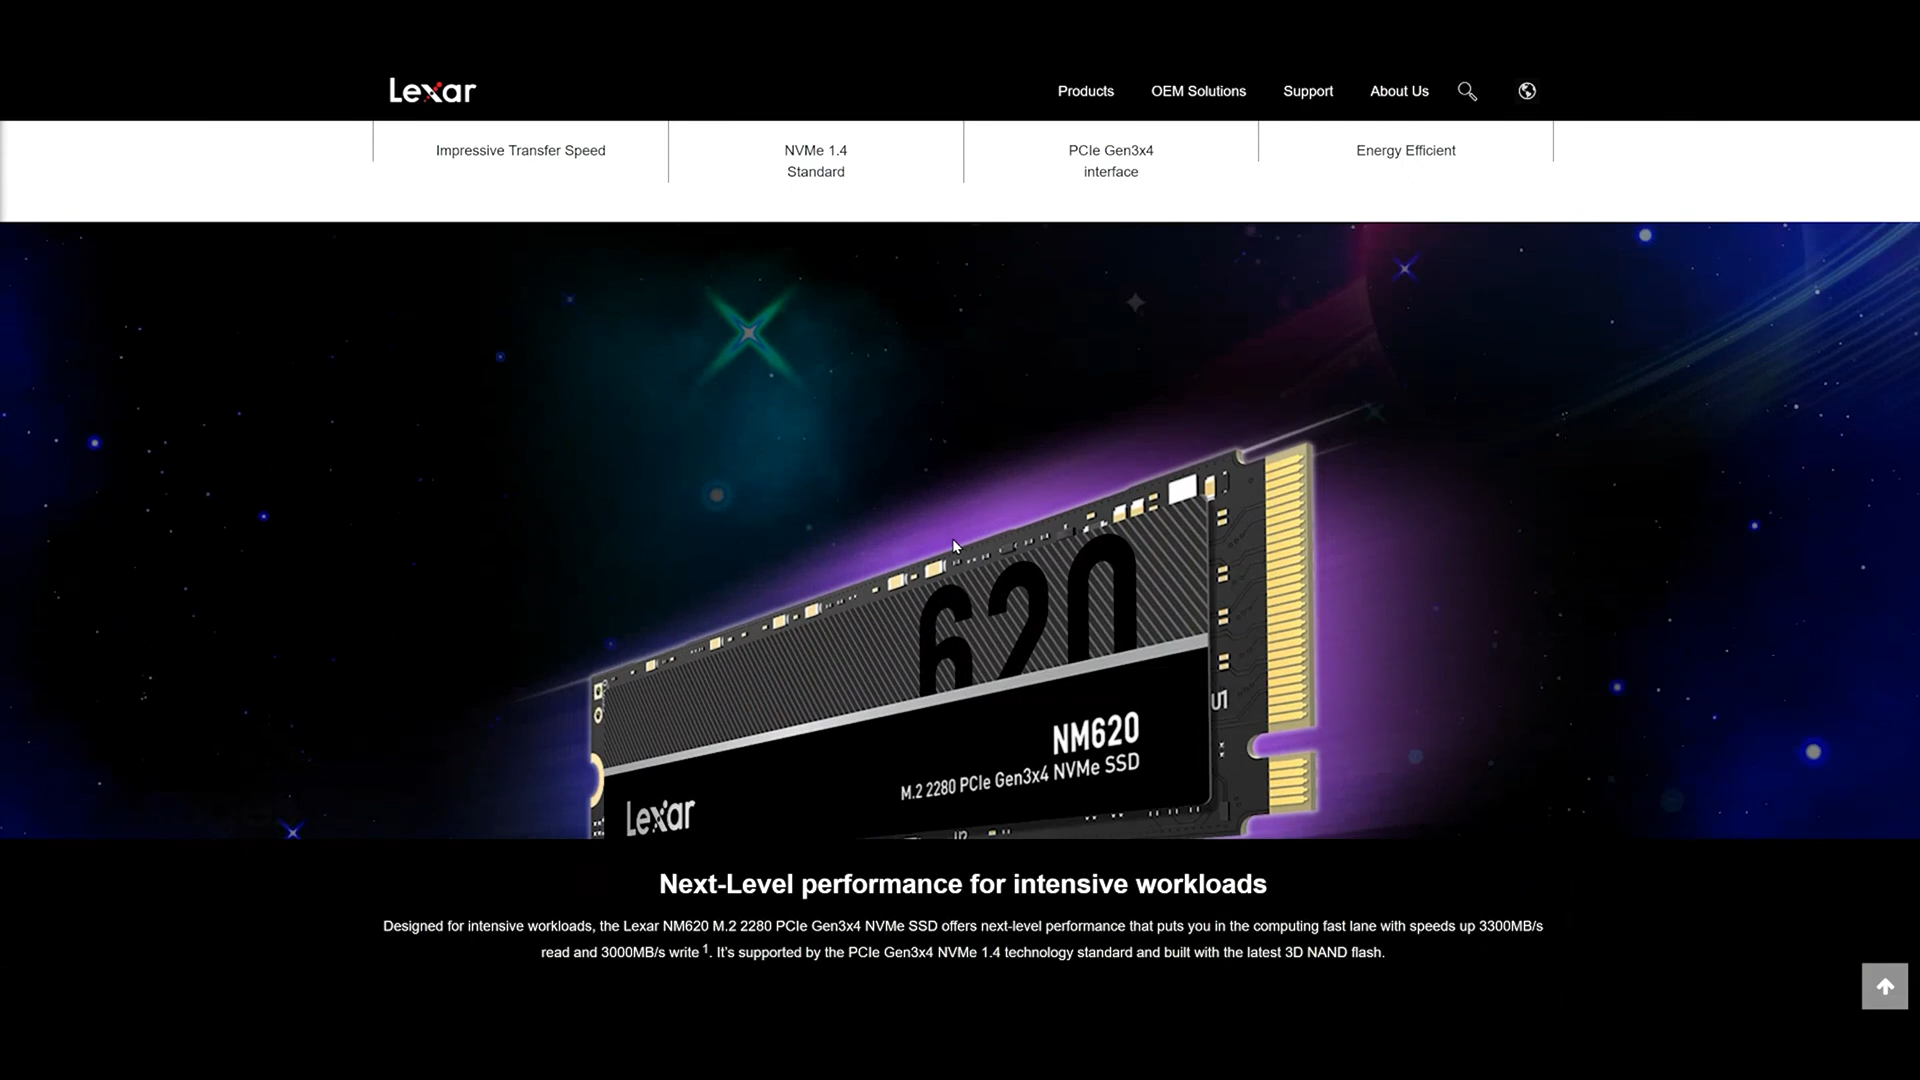 Lexar
Products OEM Solutions Support About Us
Impressive Transfer Speed
NVMe 1.4
Standard
PCIe Gen3x4
interface
Energy Efficient
620
U1
NM620
M.2 2280 PCIe Gen3x4 NVMe SSD
Lexar
Next-Level performance for intensive workloads
Designed for intensive workloads, the Lexar NM620 M.2 2280 PCIe Gen3x4 NVMe SSD offers next-level performance that puts you in the computing fast lane with speeds up 3300MB/s
read and 3000MB/s write 1. It's supported by the PCIe Gen3x4 NVMe 1.4 technology standard and built with the latest 3D NAND flash.